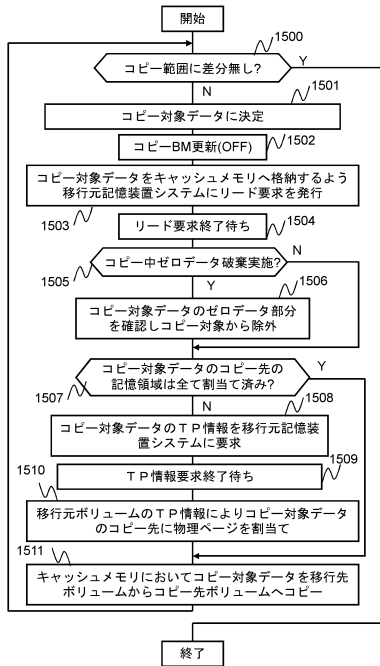 開始
1500
コピー範囲に差分無し?
Y
N
1501
コピー対象データに決定
1502
コピーBM更新(OFF)
コピー対象データをキャッシュメモリへ格納するよう
移行元記憶装置システムにリード要求を発行
1503
1504
リード要求終了待ち
N
コピー中ゼロデータ破棄実施?
1505
Y
1506
コピー対象データのゼロデータ部分
を確認しコピー対象から除外
コピー対象データのコピー先の
記憶領域は全て割当て済み?
Y
1507
N
1508
コピー対象データのTP情報を移行元記憶装
置システムに要求
1509
TP情報要求終了待ち
1510
移行元ボリュームのTP情報によりコピー対象データ
のコピー先に物理ページを割当て
1511
キャッシュメモリにおいてコピー対象データを移行先
ボリュームからコピー先ボリュームへコピー
終了